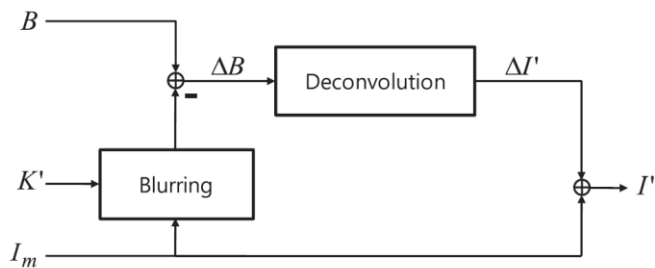 B
ΔB
Deconvolution
ΔI'
-
K'
Blurring
I'
I_m